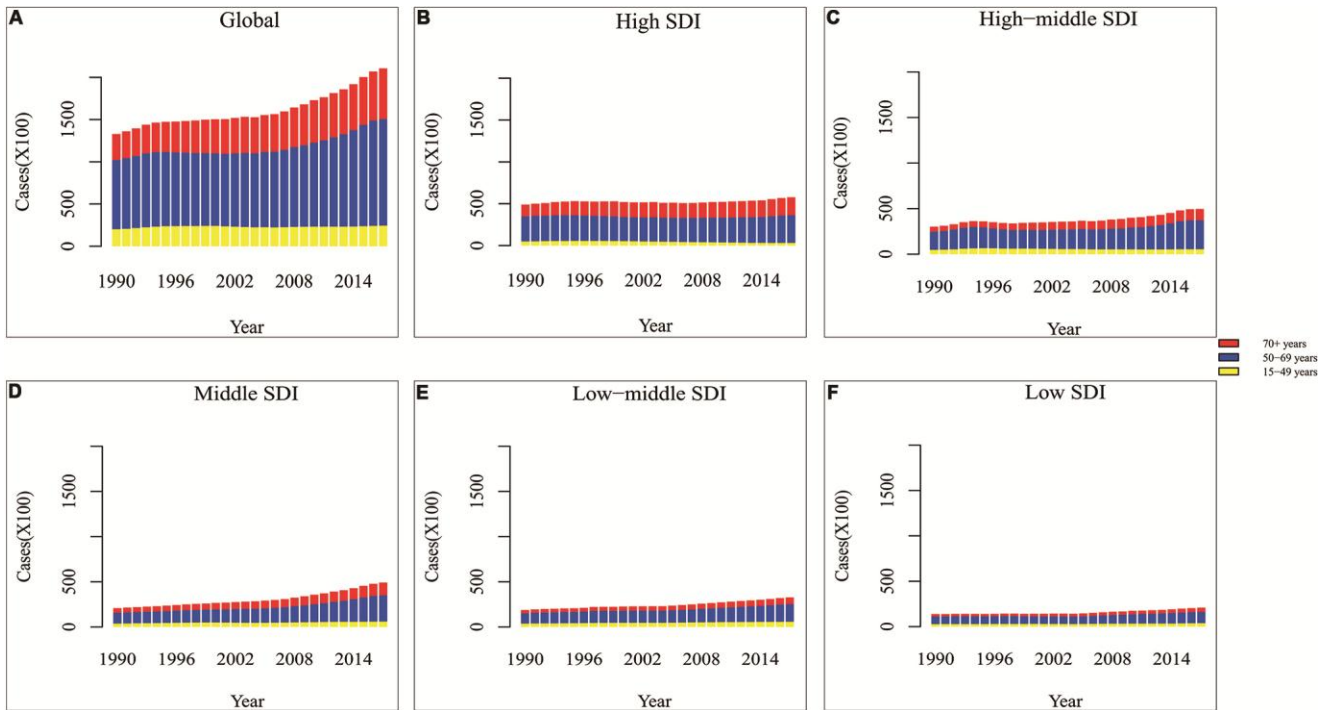 A Global
Cases(X100)
0 500 1500
1990 1996 2002 2008 2014
Year
B High SDI
Cases(X100)
0 500 1500
1990 1996 2002 2008 2014
Year
C High−middle SDI
Cases(X100)
0 500 1500
1990 1996 2002 2008 2014
Year
70+ years
50−69 years
15−49 years
D Middle SDI
Cases(X100)
0 500 1500
1990 1996 2002 2008 2014
Year
E Low−middle SDI
Cases(X100)
0 500 1500
1990 1996 2002 2008 2014
Year
F Low SDI
Cases(X100)
0 500 1500
1990 1996 2002 2008 2014
Year